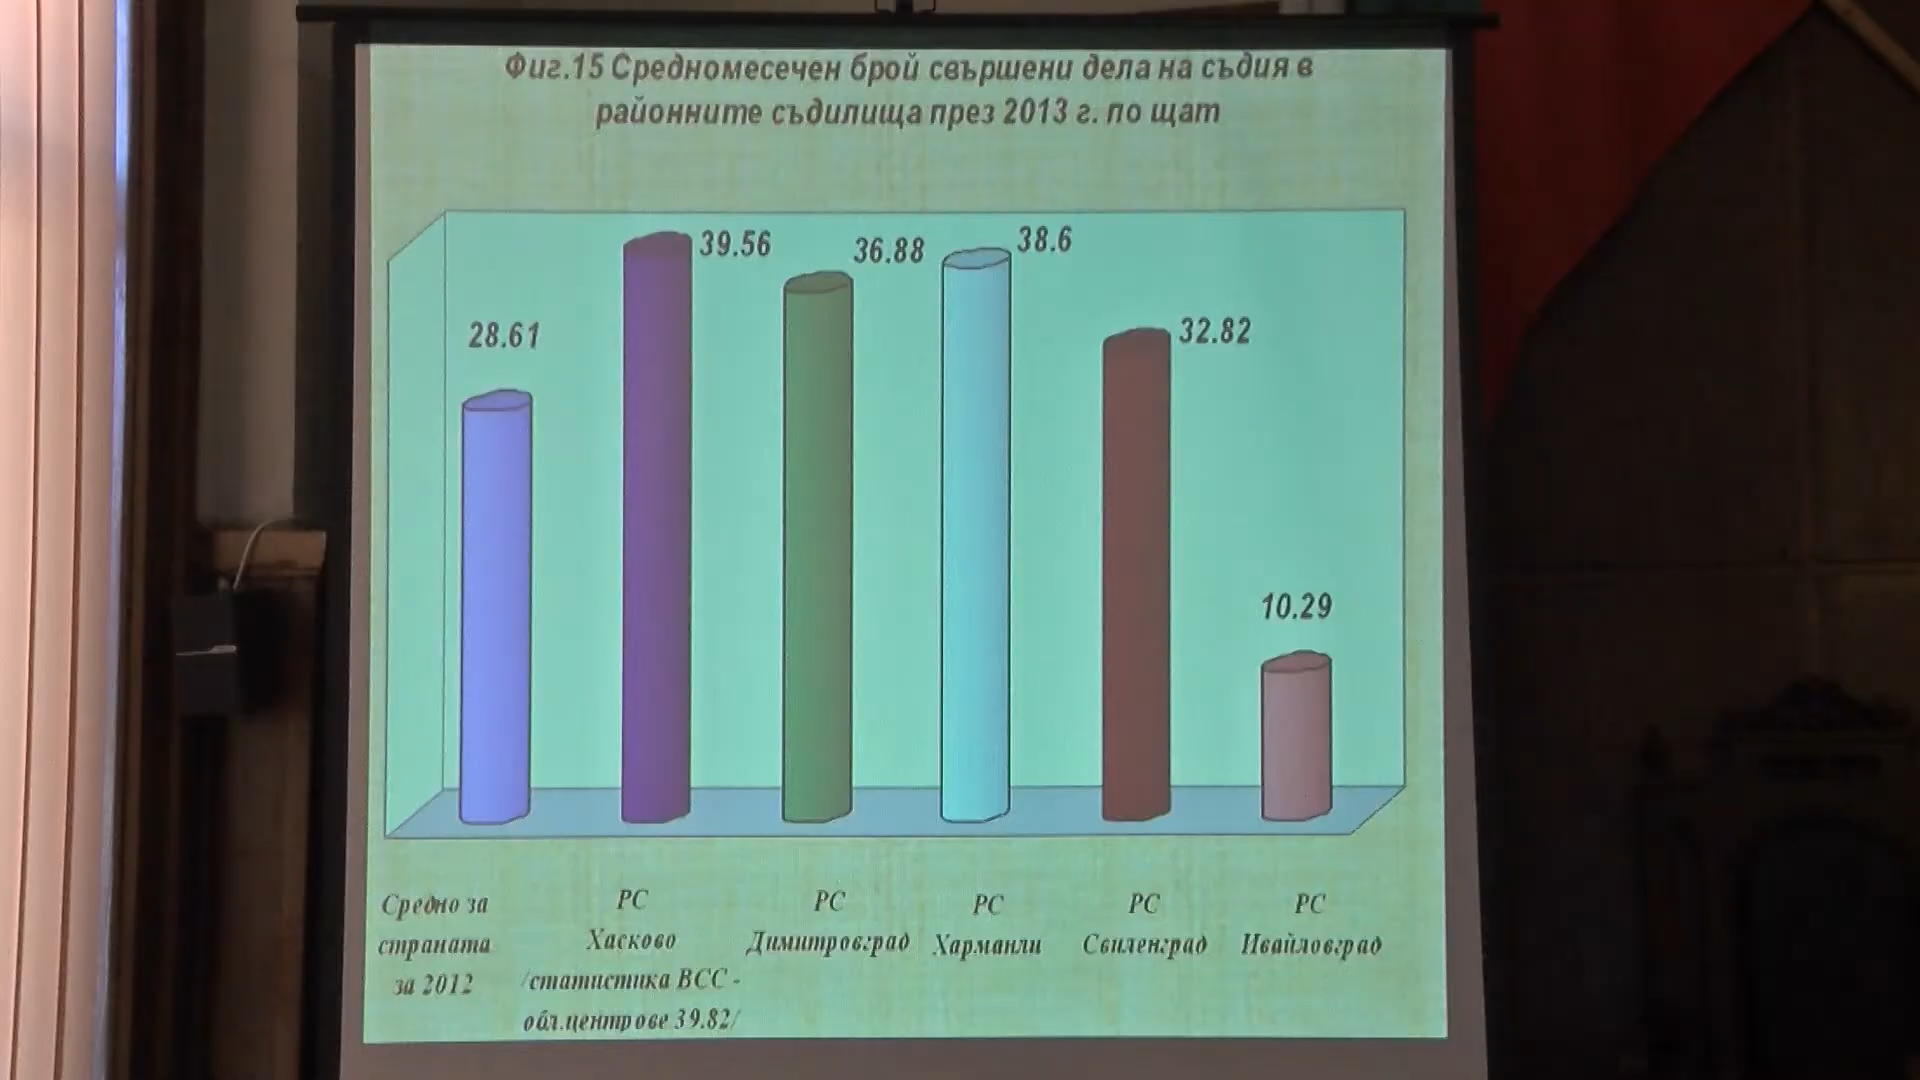 Фиг.15 Средномесечен брой свършени дела на съдия в
районните съдилища през 2013 г. по щат
28.61
39.56
36.88
38.6
32.82
10.29
Средно за
страната
за 2012
РС
Хасково
/статистика ВСС -
обл.центрове 39.82/
РС
Димитровград
РС
Харманли
РС
Свиленград
РС
Ивайловград